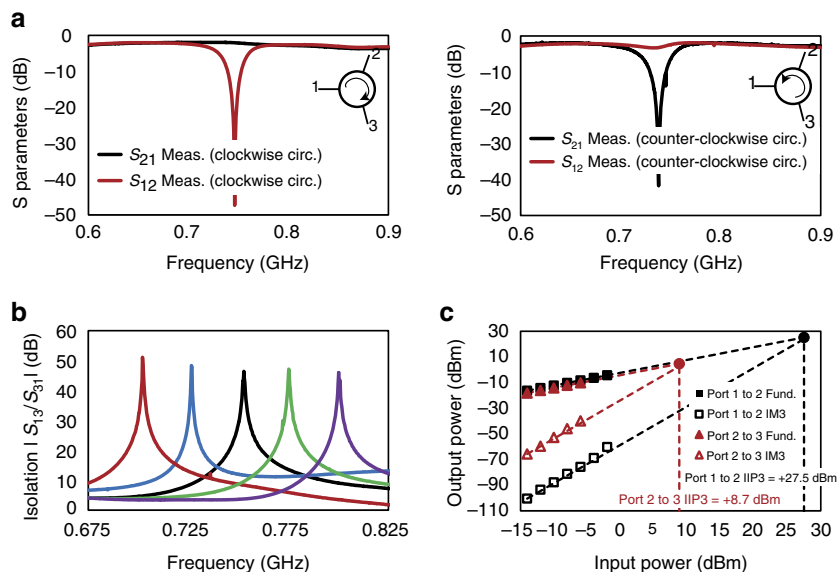 a
0
−10
−20
−30
−40
−50
S parameters (dB)
S21 Meas. (clockwise circ.)
S12 Meas. (clockwise circ.)
1
2
3
0.6
0.7
0.8
0.9
Frequency (GHz)
0
−10
−20
−30
−40
−50
S parameters (dB)
S21 Meas. (counter-clockwise circ.)
S12 Meas. (counter-clockwise circ.)
1
2
3
0.6
0.7
0.8
0.9
Frequency (GHz)
b
60
50
40
30
20
10
0
Isolation | S13/S31| (dB)
0.675
0.725
0.775
0.825
Frequency (GHz)
c
30
10
−10
−30
−50
−70
−90
−110
Output power (dBm)
Port 1 to 2 Fund.
Port 1 to 2 IM3
Port 2 to 3 Fund.
Port 2 to 3 IM3
Port 1 to 2 IIP3 = +27.5 dBm
Port 2 to 3 IIP3 = +8.7 dBm
−15 −10 −5 0 5 10 15 20 25 30
Input power (dBm)